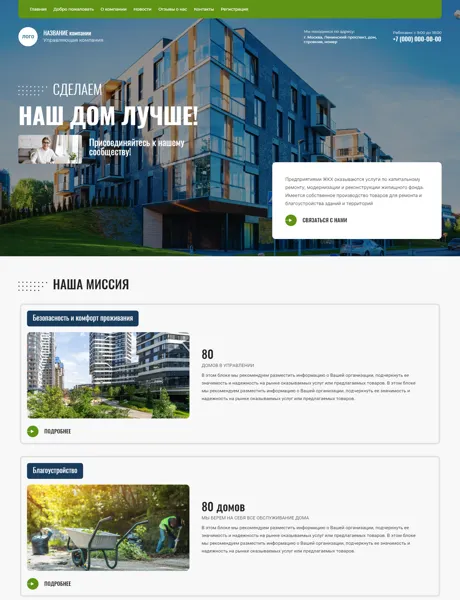 Главная Добро пожаловать О компании Новости Отзывы о нас Контакты Регистрация
ЛОГО
НАЗВАНИЕ компании
Управляющая компания
Мы находимся по адресу:
г. Москва, Ленинский проспект, дом, строение, номер
Работаем с 9:00 до 18:00
+7 (000) 000-00-00
СДЕЛАЕМ
НАШ ДОМ ЛУЧШЕ!
Присоединяйтесь к нашему
сообществу!
Предприятиями ЖКХ оказываются услуги по капитальному
ремонту, модернизации и реконструкции жилищного фонда.
Имеется собственное производство товаров для ремонта и
благоустройства зданий и территорий
СВЯЗАТЬСЯ С НАМИ
НАША МИССИЯ
Безопасность и комфорт проживания
80
ДОМОВ В УПРАВЛЕНИИ
В этом блоке мы рекомендуем разместить информацию о Вашей организации, подчеркнуть ее
значимость и надежность на рынке оказываемых услуг или предлагаемых товаров. В этом блоке
мы рекомендуем разместить информацию о Вашей организации, подчеркнуть ее значимость и
надежность на рынке оказываемых услуг или предлагаемых товаров.
ПОДРОБНЕЕ
Благоустройство
80 домов
МЫ БЕРЕМ НА СЕБЯ ВСЕ ОБСЛУЖИВАНИЕ ДОМА
В этом блоке мы рекомендуем разместить информацию о Вашей организации, подчеркнуть ее
значимость и надежность на рынке оказываемых услуг или предлагаемых товаров. В этом блоке
мы рекомендуем разместить информацию о Вашей организации, подчеркнуть ее значимость и
надежность на рынке оказываемых услуг или предлагаемых товаров.
ПОДРОБНЕЕ